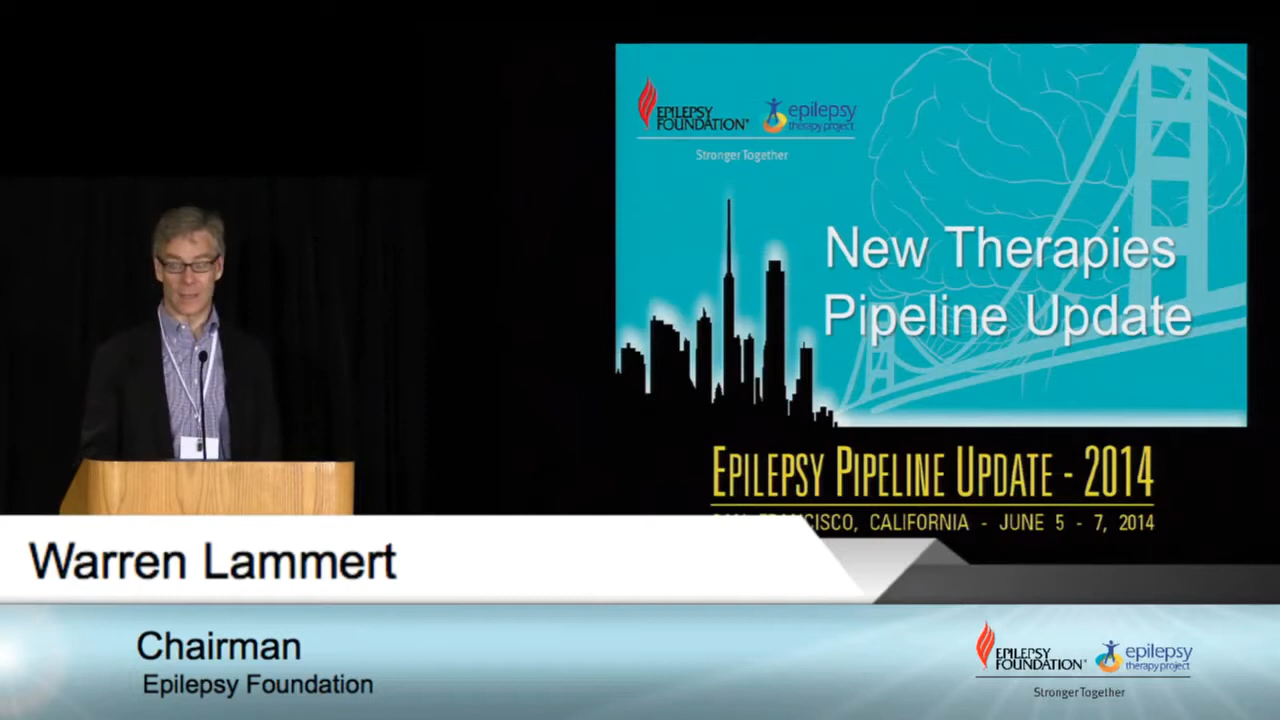 EPILEPSY
FOUNDATION®
epilepsy
therapy project
Stronger Together
New Therapies
Pipeline Update
EPILEPSY PIPELINE UPDATE - 2014
FRANCISCO, CALIFORNIA - JUNE 5 - 7, 2014
Warren Lammert
Chairman
Epilepsy Foundation
EPILEPSY
FOUNDATION®
epilepsy
therapy project
Stronger Together